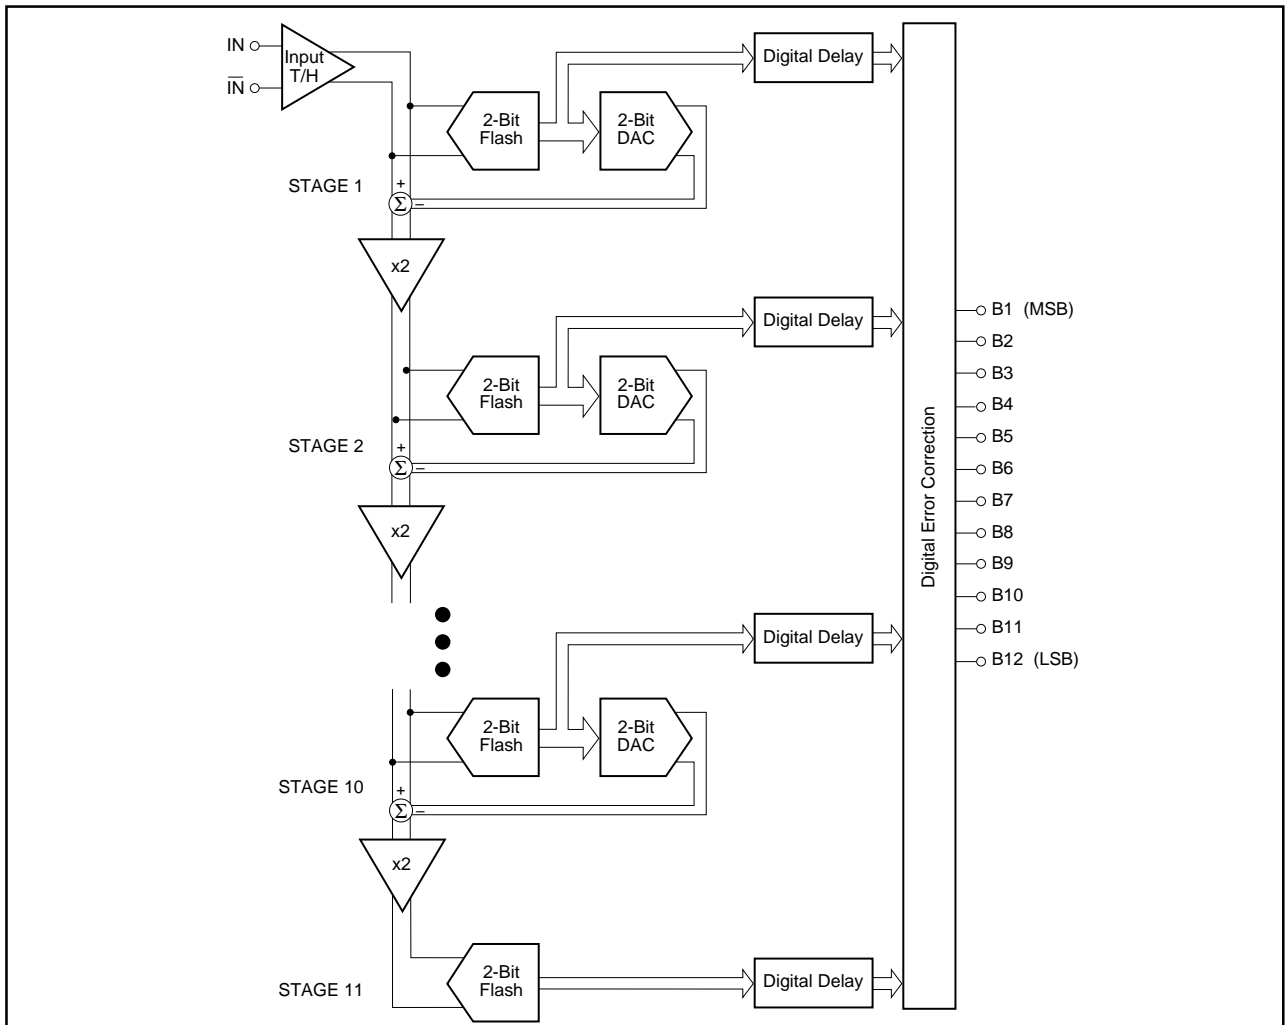 IN
Input
T/H
I̅N̅
2-Bit
Flash
2-Bit
DAC
Digital Delay
STAGE 1
+
Σ
–
x2
2-Bit
Flash
2-Bit
DAC
Digital Delay
STAGE 2
+
Σ
–
x2
2-Bit
Flash
2-Bit
DAC
Digital Delay
STAGE 10
+
Σ
–
x2
2-Bit
Flash
Digital Delay
STAGE 11
Digital Error Correction
B1 (MSB)
B2
B3
B4
B5
B6
B7
B8
B9
B10
B11
B12 (LSB)